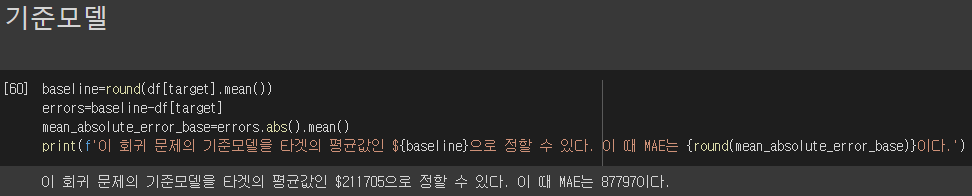 기준모델
[60] baseline=round(df[target].mean())
errors=baseline-df[target]
mean_absolute_error_base=errors.abs().mean()
print(f'이 회귀 문제의 기준모델을 타겟의 평균값인 ${baseline}으로 정할 수 있다. 이 때 MAE는 {round(mean_absolute_error_base)}이다.')
이 회귀 문제의 기준모델을 타겟의 평균값인 $211705으로 정할 수 있다. 이 때 MAE는 87797이다.